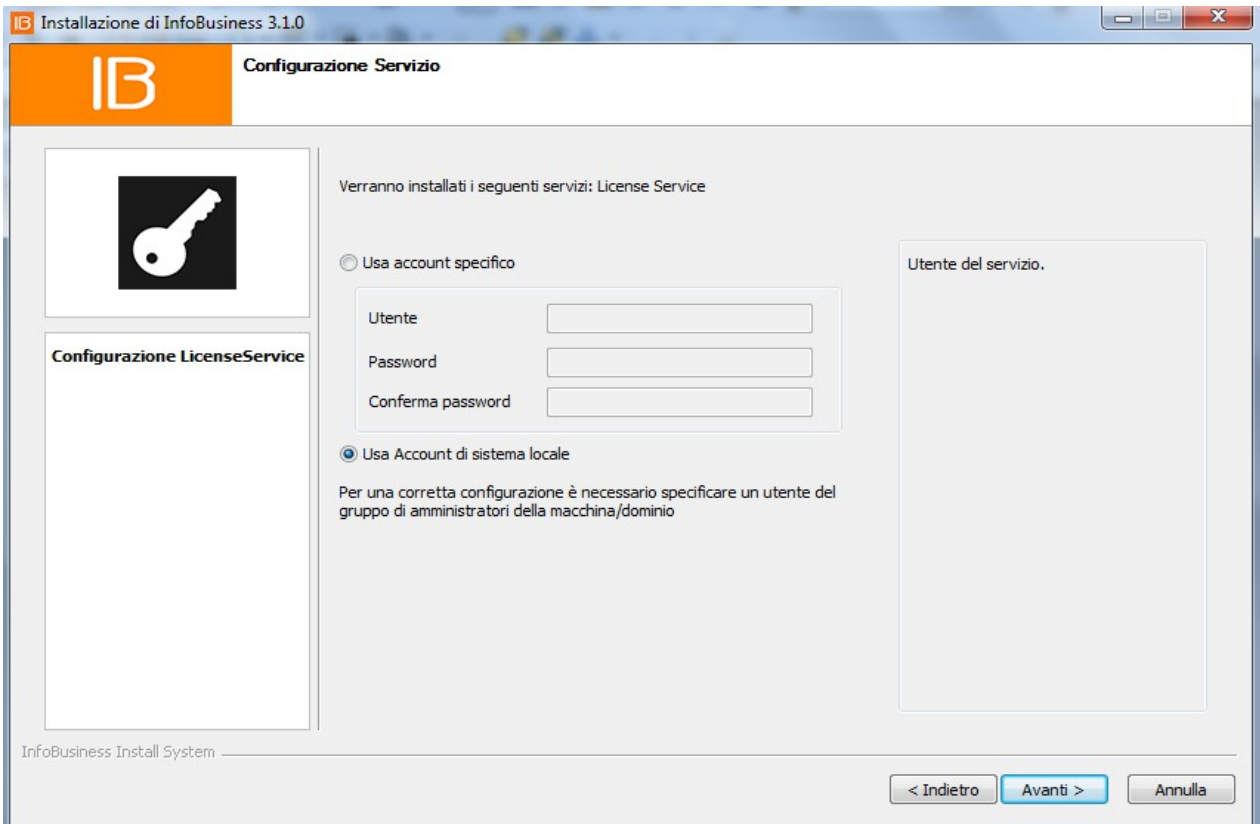 IB Installazione di InfoBusiness 3.1.0
IB
Configurazione Servizio
Configurazione LicenseService
Verranno installati i seguenti servizi: License Service
Usa account specifico
Utente
Password
Conferma password
Usa Account di sistema locale
Per una corretta configurazione è necessario specificare un utente del
gruppo di amministratori della macchina/dominio
Utente del servizio.
InfoBusiness Install System
< Indietro
Avanti >
Annulla